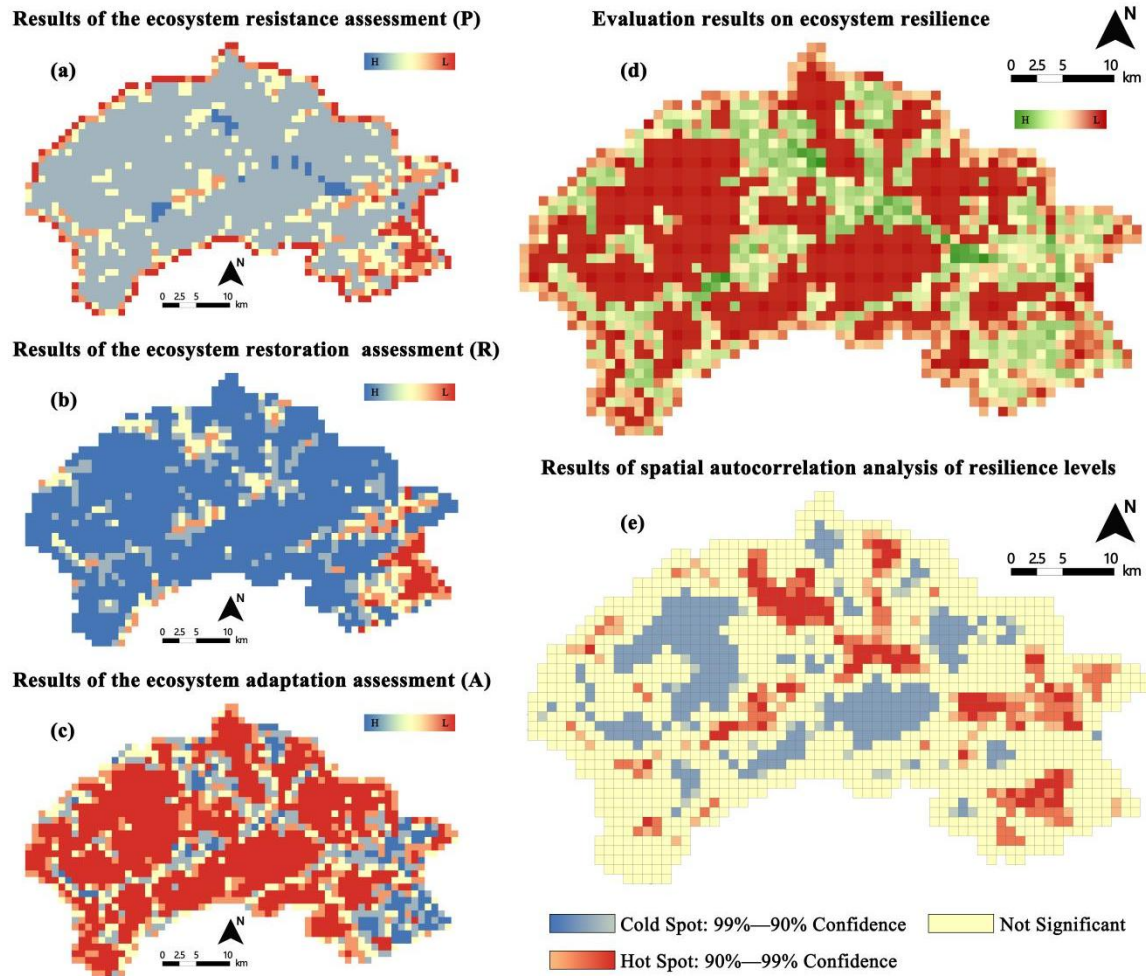 Results of the ecosystem resistance assessment (P)
(a)
H L
N
0 2.5 5 10
km
Results of the ecosystem restoration assessment (R)
(b)
H L
N
0 2.5 5 10
km
Results of the ecosystem adaptation assessment (A)
(c)
H L
N
0 2.5 5 10
km
Evaluation results on ecosystem resilience
N
(d)
0 2.5 5 10
km
H L
Results of spatial autocorrelation analysis of resilience levels
N
(e)
0 2.5 5 10
km
Cold Spot: 99%—90% Confidence
Not Significant
Hot Spot: 90%—99% Confidence